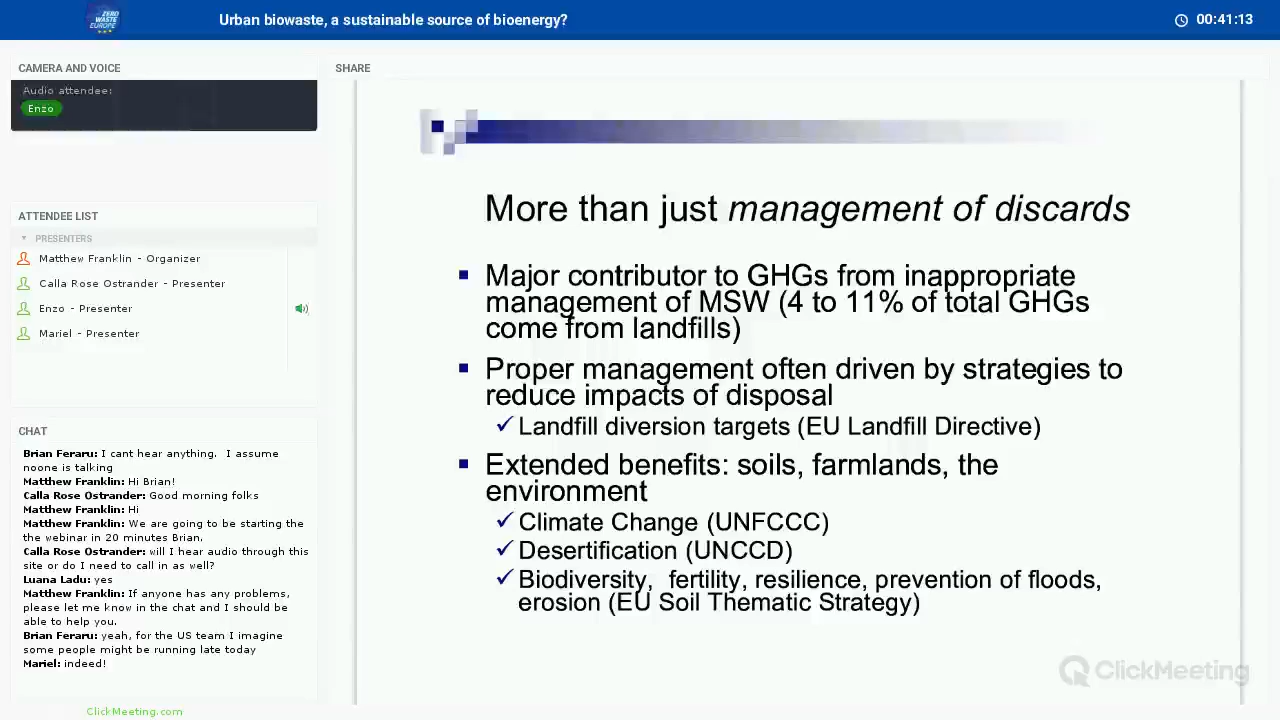 ZERO WASTE EUROPE
Urban biowaste, a sustainable source of bioenergy?
00:41:13
CAMERA AND VOICE
Audio attendee:
Enzo
ATTENDEE LIST
PRESENTERS
Matthew Franklin - Organizer
Calla Rose Ostrander - Presenter
Enzo - Presenter
Mariel - Presenter
CHAT
Brian Feraru: I cant hear anything. I assume
noone is talking
Matthew Franklin: Hi Brian!
Calla Rose Ostrander: Good morning folks
Matthew Franklin: Hi
Matthew Franklin: We are going to be starting the
the webinar in 20 minutes Brian.
Calla Rose Ostrander: will I hear audio through this
site or do I need to call in as well?
Luana Ladu: yes
Matthew Franklin: If anyone has any problems,
please let me know in the chat and I should be
able to help you.
Brian Feraru: yeah, for the US team I imagine
some people might be running late today
Mariel: indeed!
ClickMeeting.com
SHARE
More than just management of discards
Major contributor to GHGs from inappropriate
management of MSW (4 to 11% of total GHGs
come from landfills)
Proper management often driven by strategies to
reduce impacts of disposal
Landfill diversion targets (EU Landfill Directive)
Extended benefits: soils, farmlands, the
environment
Climate Change (UNFCCC)
Desertification (UNCCD)
Biodiversity, fertility, resilience, prevention of floods,
erosion (EU Soil Thematic Strategy)
ClickMeeting